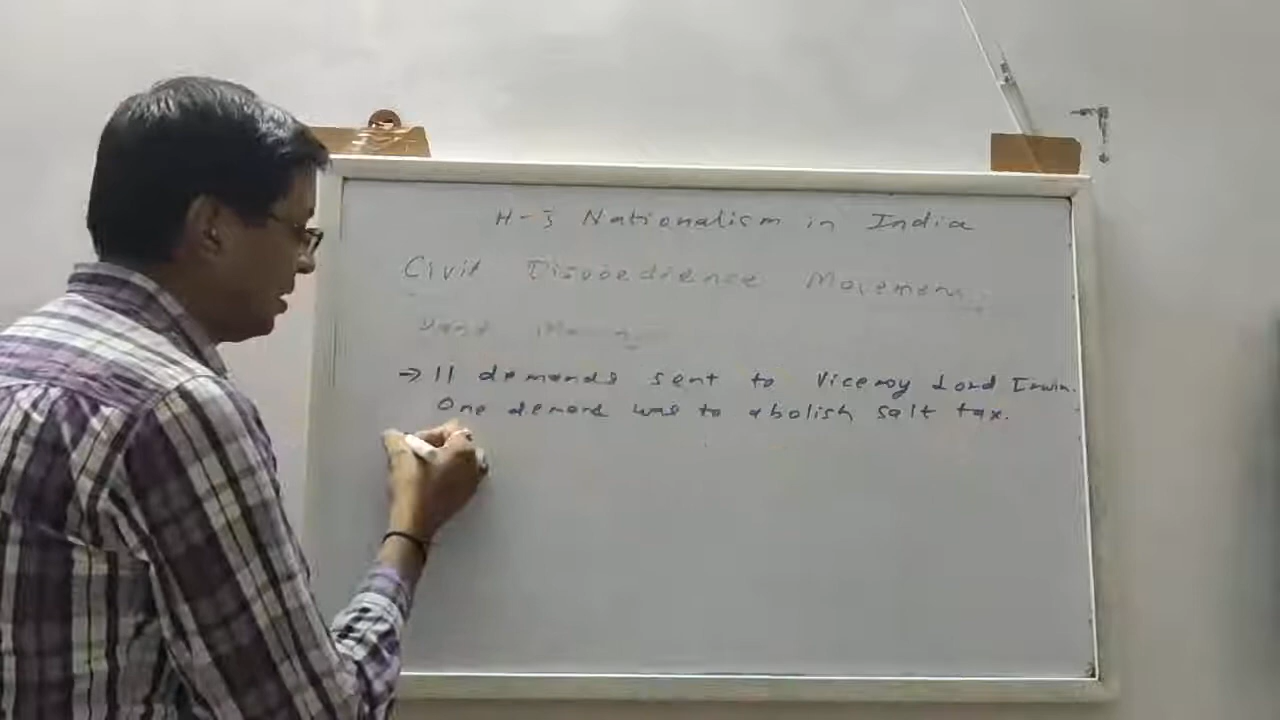 H-3 Nationalism in India
Civil Disobedience Movement
→ 11 demands sent to Viceroy Lord Irwin.
One demand was to abolish salt tax.